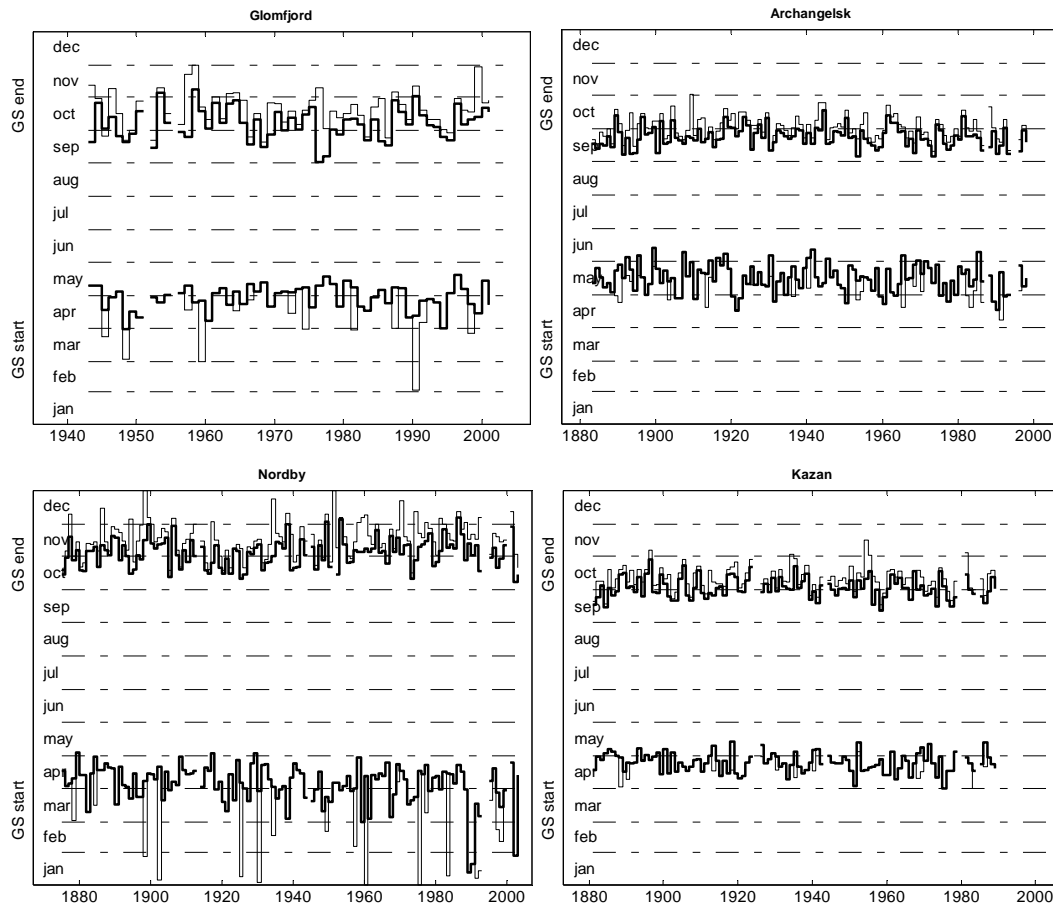 Glomfjord
dec
nov
oct
sep
aug
jul
jun
may
apr
mar
feb
jan
GS end
GS start
1940 1950 1960 1970 1980 1990 2000
Archangelsk
dec
nov
oct
sep
aug
jul
jun
may
apr
mar
feb
jan
GS end
GS start
1880 1900 1920 1940 1960 1980 2000
Nordby
dec
nov
oct
sep
aug
jul
jun
may
apr
mar
feb
jan
GS end
GS start
1880 1900 1920 1940 1960 1980 2000
Kazan
dec
nov
oct
sep
aug
jul
jun
may
apr
mar
feb
jan
GS end
GS start
1880 1900 1920 1940 1960 1980 2000